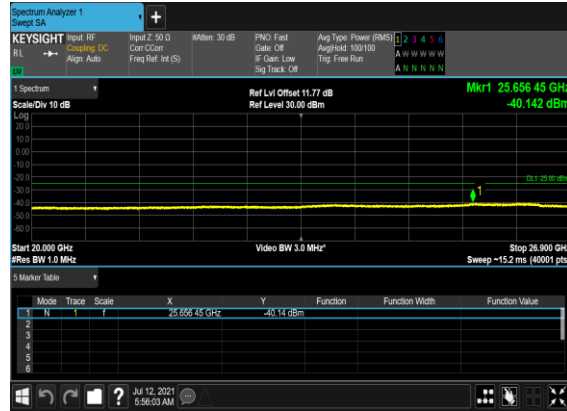 Spectrum Analyzer 1
Swept SA
+
KEYSIGHT Input: RF Input Z: 50 Ω #Atten: 30 dB PNO: Fast Avg Type: Power (RMS) 1 2 3 4 5 6
RL Coupling: DC Corr CCorr Gate: Off Avg|Hold: 100/100 A W W W W W
Align: Auto Freq Ref: Int (S) IF Gain: Low Trig: Free Run
Sig Track: Off A N N N N N
1 Spectrum Ref Lvl Offset 11.77 dB Mkr1 25.656 45 GHz
Scale/Div 10 dB Ref Level 30.00 dBm -40.142 dBm
Log
20.0
10.0
0.00
-10.0
-20.0 DL1 -25.00 dBm
-30.0 1
-40.0
-50.0
-60.0
Start 20.000 GHz Video BW 3.0 MHz* Stop 26.900 GHz
#Res BW 1.0 MHz Sweep ~15.2 ms (40001 pts)
5 Marker Table
Mode Trace Scale X Y Function Function Width Function Value
1 N 1 f 25.656 45 GHz -40.14 dBm
2
3
4
5
6
? Jul 12, 2021
5:56:03 AM